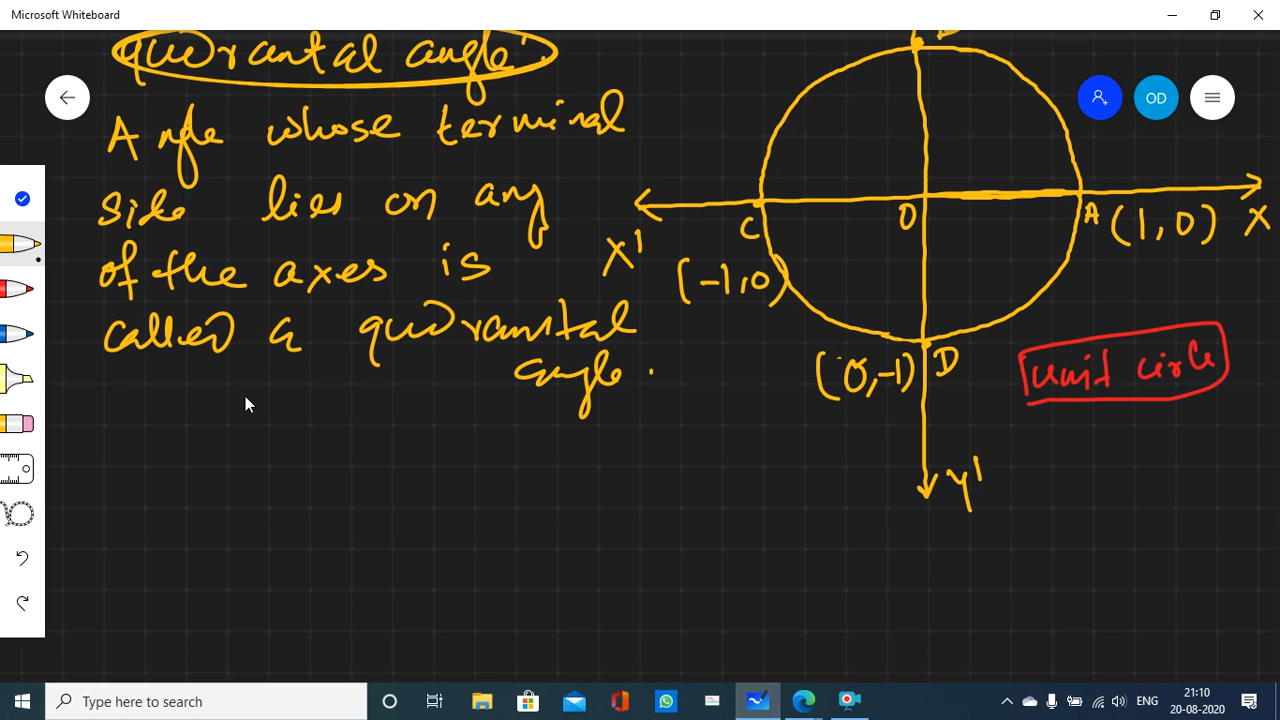 Microsoft Whiteboard
quadrantal angle.
Angle whose terminal
side lies on any
of the axes is
called a quadrantal
angle.
OD
X'
C
O
A (1,0) X
(-1,0)
(0,-1) D
unit circle
Y'
Type here to search
ENG
21:10
20-08-2020